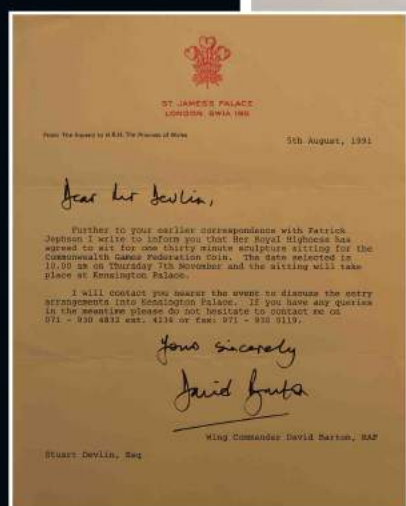 ST JAMES'S PALACE
LONDON SW1A 1BS
From: The Equerry to H.R.H. The Princess of Wales
5th August, 1991
Dear Mr Devlin,
Further to your earlier correspondence with Patrick
Jephson I write to inform you that Her Royal Highness has
agreed to sit for one thirty minute sculpture sitting for the
Commonwealth Games Federation Coin. The date selected is
10.00 am on Thursday 7th November and the sitting will take
place at Kensington Palace.
I will contact you nearer the event to discuss the entry
arrangements into Kensington Palace. If you have any queries
in the meantime please do not hesitate to contact me on
071 - 930 4832 ext. 4236 or fax: 071 - 930 0119.
Yours sincerely
David Barton
Wing Commander David Barton, RAF
Stuart Devlin, Esq